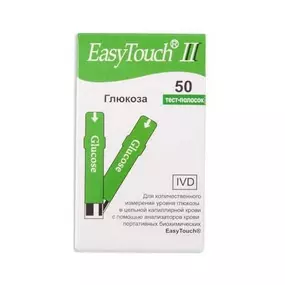 EasyTouch® II
Глюкоза
50
тест-полосок
Glucose
Glucose
IVD
Для количественного
измерения уровня глюкозы
в цельной капиллярной крови
с помощью анализаторов крови
портативных биохимических
EasyTouch®